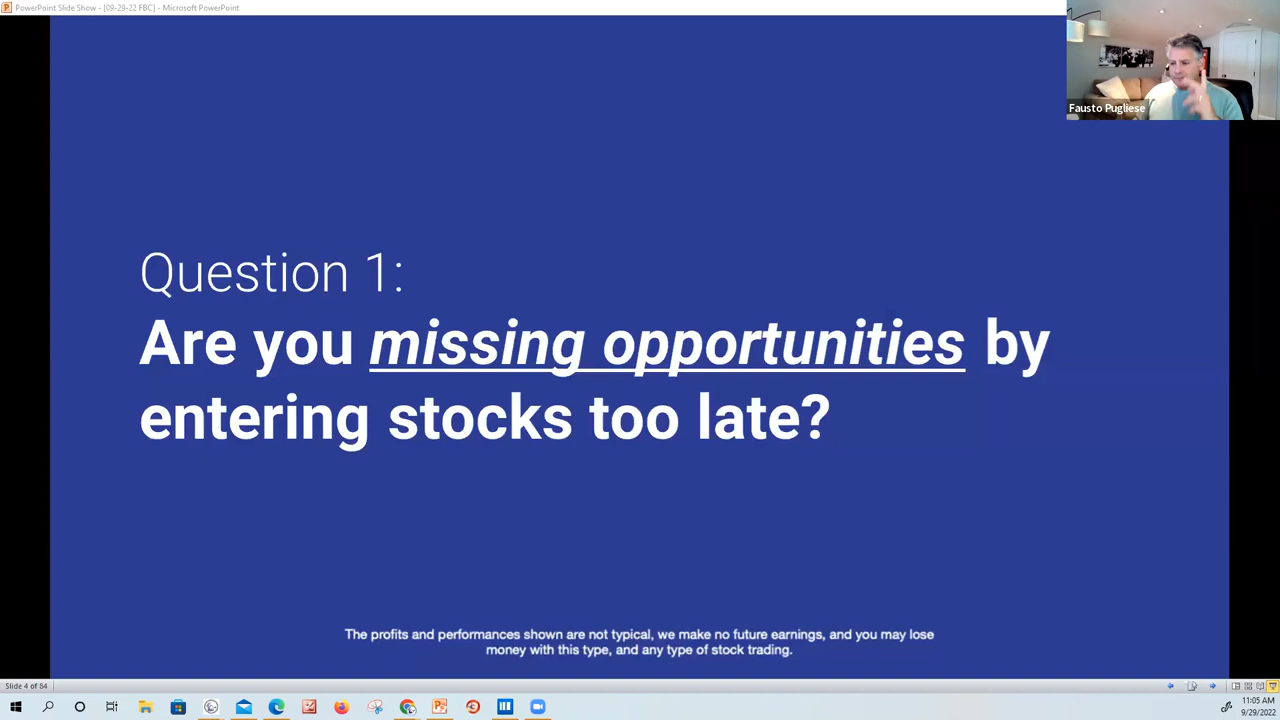 PowerPoint Slide Show - [09-29-22 FBC] - Microsoft PowerPoint
Fausto Pugliese
Question 1:
Are you missing opportunities by
entering stocks too late?
The profits and performances shown are not typical, we make no future earnings, and you may lose
money with this type, and any type of stock trading.
Slide 4 of 84
11:05 AM
9/29/2022